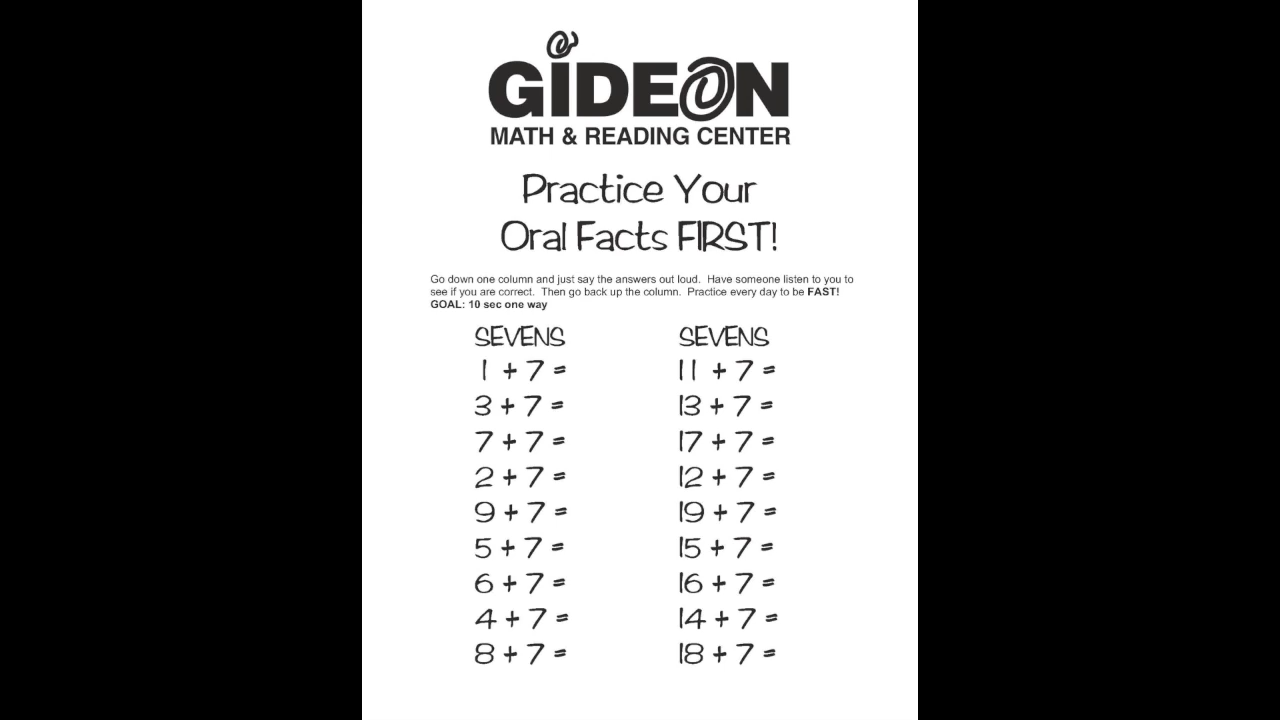 GIDEON
MATH & READING CENTER
Practice Your
Oral Facts FIRST!
Go down one column and just say the answers out loud.  Have someone listen to you to
see if you are correct.  Then go back up the column.  Practice every day to be FAST!
GOAL: 10 sec one way
SEVENS
1 + 7 =
3 + 7 =
7 + 7 =
2 + 7 =
9 + 7 =
5 + 7 =
6 + 7 =
4 + 7 =
8 + 7 =
SEVENS
11 + 7 =
13 + 7 =
17 + 7 =
12 + 7 =
19 + 7 =
15 + 7 =
16 + 7 =
14 + 7 =
18 + 7 =